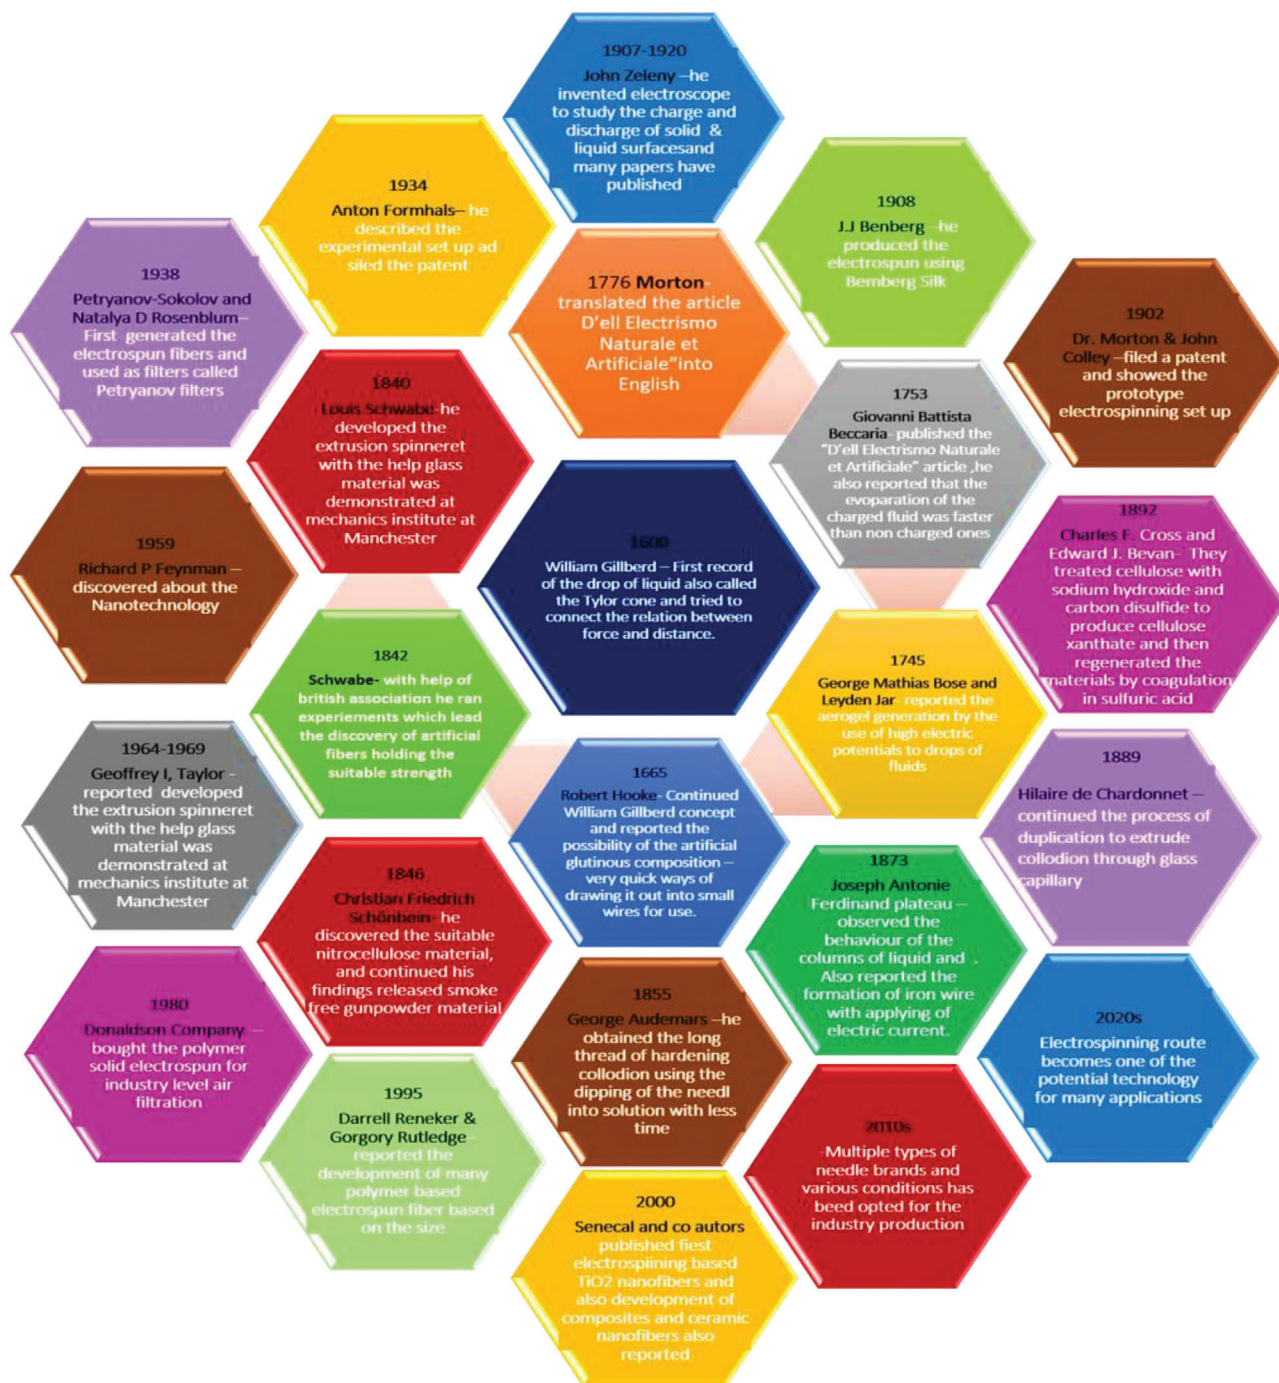 1907-1920
John Zeleny –he
invented electroscope
to study the charge and
discharge of solid &
liquid surfacesand
many papers have
published
1934
Anton Formhals– he
described the
experimental set up ad
siled the patent
1908
J.J Benberg –he
produced the
electrospun using
Bemberg Silk
1938
Petryanov-Sokolov and
Natalya D Rosenblum–
First generated the
electrospun fibers and
used as filters called
Petryanov filters
1776 Morton-
translated the article
D'ell Electrismo
Naturale et
Artificiale"into
English
1902
Dr. Morton & John
Colley –filed a patent
and showed the
prototype
electrospinning set up
1840
Louis Schwabe-he
developed the
extrusion spinneret
with the help glass
material was
demonstrated at
mechanics institute at
Manchester
1753
Giovanni Battista
Beccaria- published the
"D'ell Electrismo Naturale
et Artificiale" article ,he
also reported that the
evoparation of the
charged fluid was faster
than non charged ones
1959
Richard P Feynman –
discovered about the
Nanotechnology
1600
William Gillberd – First record
of the drop of liquid also called
the Tylor cone and tried to
connect the relation between
force and distance.
1892
Charles F. Cross and
Edward J. Bevan- They
treated cellulose with
sodium hydroxide and
carbon disulfide to
produce cellulose
xanthate and then
regenerated the
materials by coagulation
in sulfuric acid
1842
Schwabe- with help of
british association he ran
experiements which lead
the discovery of artificial
fibers holding the
suitable strength
1745
George Mathias Bose and
Leyden Jar- reported the
aerogel generation by the
use of high electric
potentials to drops of
fluids
1964-1969
Geoffrey I, Taylor -
reported developed
the extrusion spinneret
with the help glass
material was
demonstrated at
mechanics institute at
Manchester
1665
Robert Hooke- Continued
William Gillberd concept
and reported the
possibility of the artificial
glutinous composition –
very quick ways of
drawing it out into small
wires for use.
1889
Hilaire de Chardonnet –
continued the process of
duplication to extrude
collodion through glass
capillary
1846
Christian Friedrich
Schönbein- he
discovered the suitable
nitrocellulose material,
and continued his
findings released smoke
free gunpowder material
1873
Joseph Antonie
Ferdinand plateau –
observed the
behaviour of the
columns of liquid and .
Also reported the
formation of iron wire
with applying of
electric current.
1980
Donaldson Company –
bought the polymer
solid electrospun for
industry level air
filtration
1855
George Audemars –he
obtained the long
thread of hardening
collodion using the
dipping of the needl
into solution with less
time
2020s
Electrospinning route
becomes one of the
potential technology
for many applications
1995
Darrell Reneker &
Gorgory Rutledge–
reported the
development of many
polymer based
electrospun fiber based
on the size
2010s
-Multiple types of
needle brands and
various conditions has
beed opted for the
industry production
2000
Senecal and co autors
published fiest
electrospiining based
TiO2 nanofibers and
also development of
composites and ceramic
nanofibers also
reported